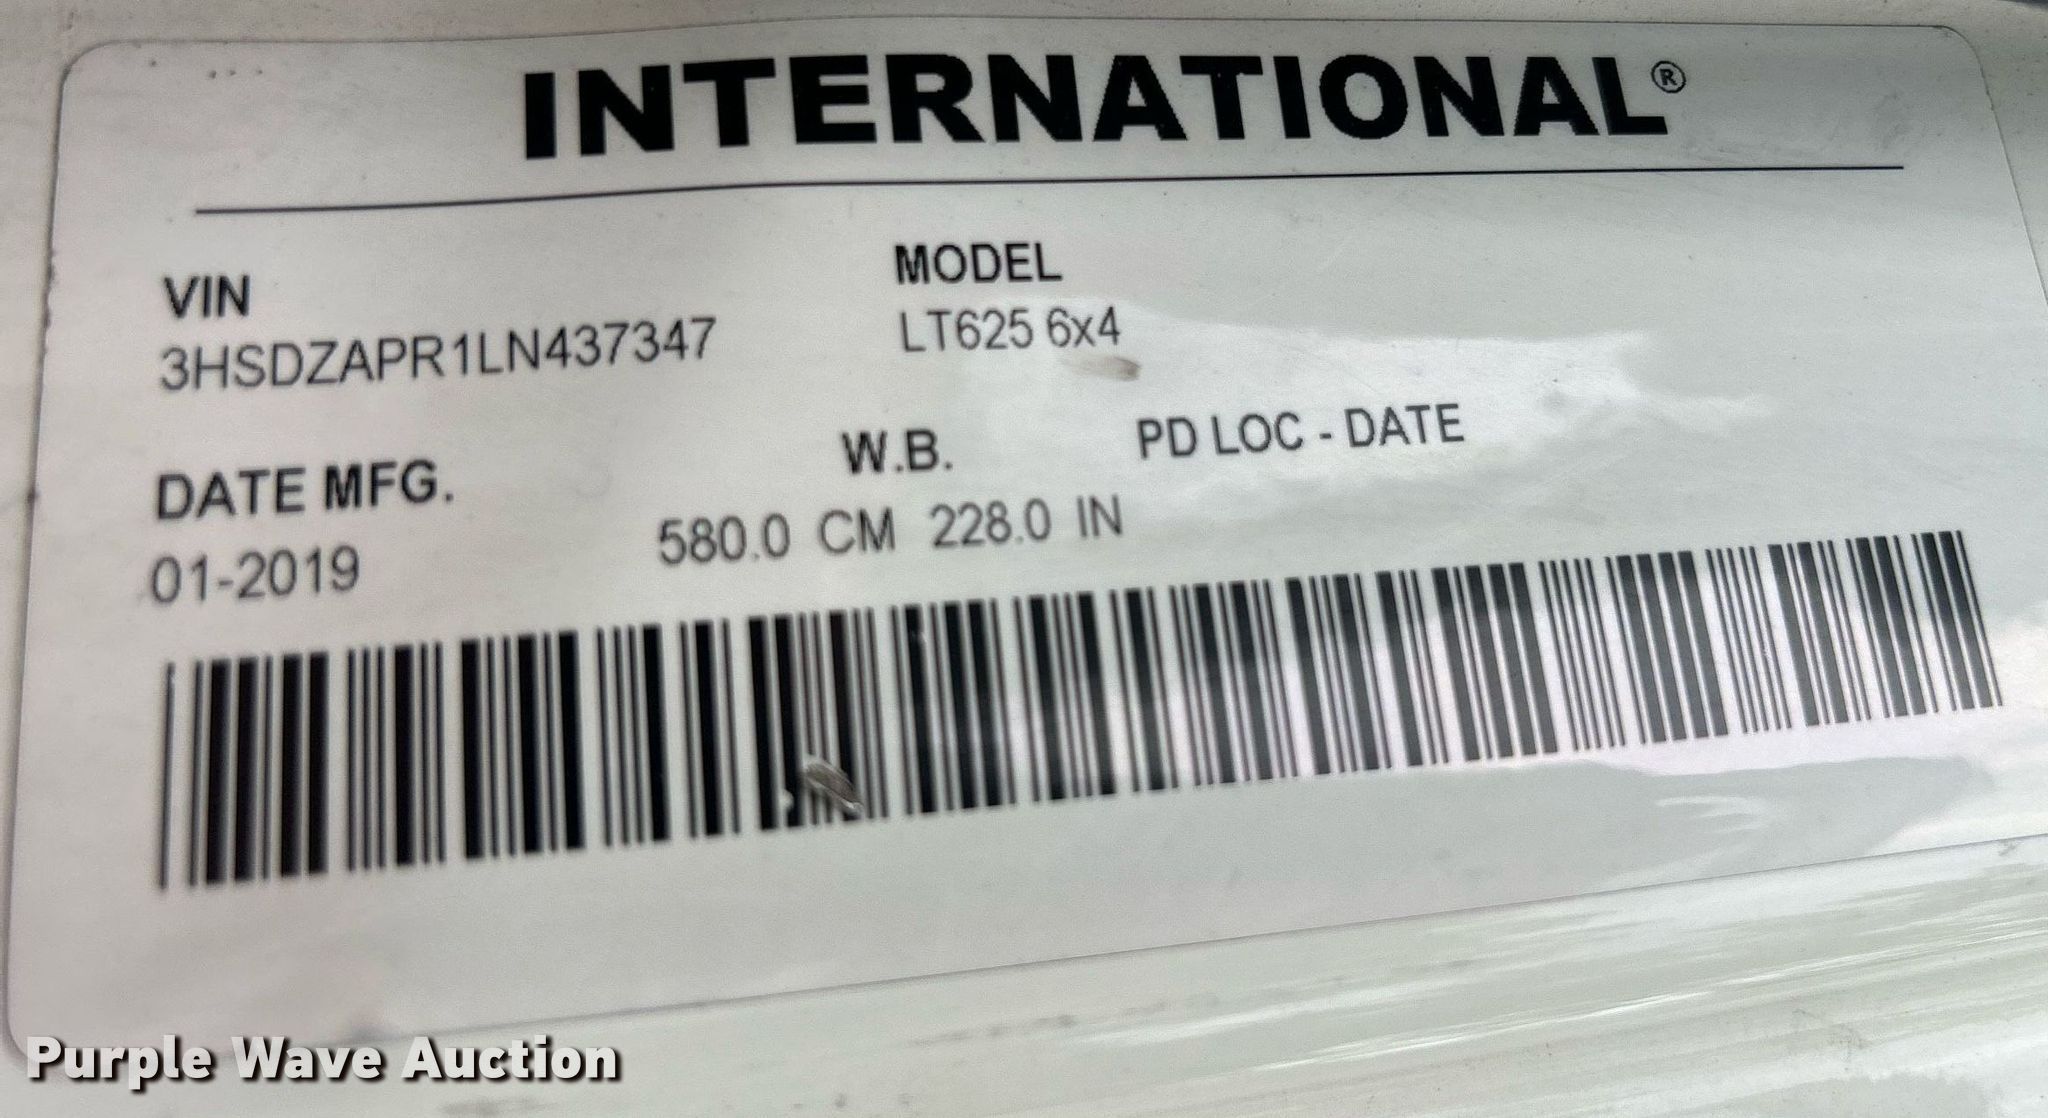 INTERNATIONAL®
VIN
3HSDZAPR1LN437347
MODEL
LT625 6x4
DATE MFG.
01-2019
W.B.
580.0 CM 228.0 IN
PD LOC - DATE
Purple Wave Auction